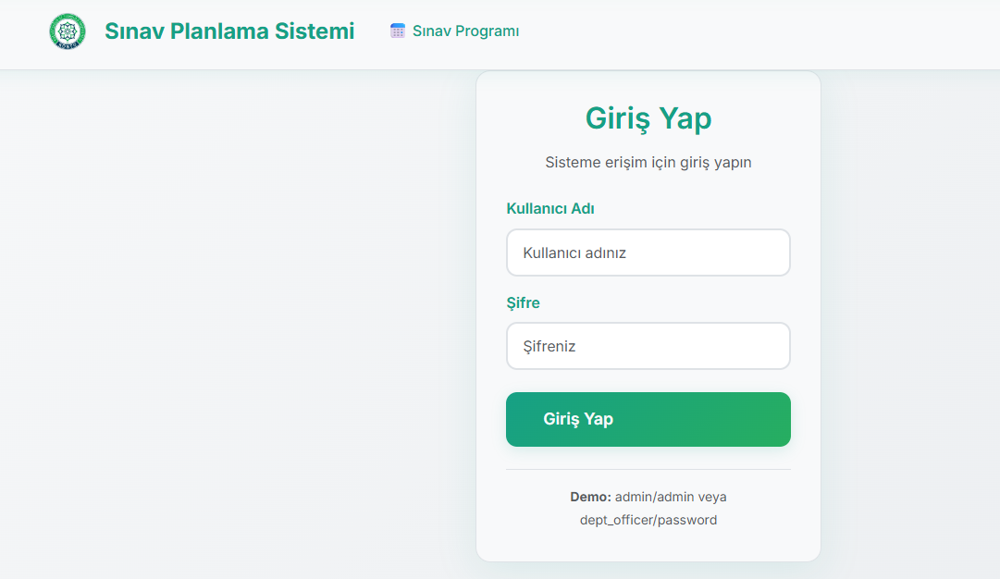 Sınav Planlama Sistemi
Sınav Programı
Giriş Yap
Sisteme erişim için giriş yapın
Kullanıcı Adı
Kullanıcı adınız
Şifre
Şifreniz
Giriş Yap
Demo: admin/admin veya
dept_officer/password